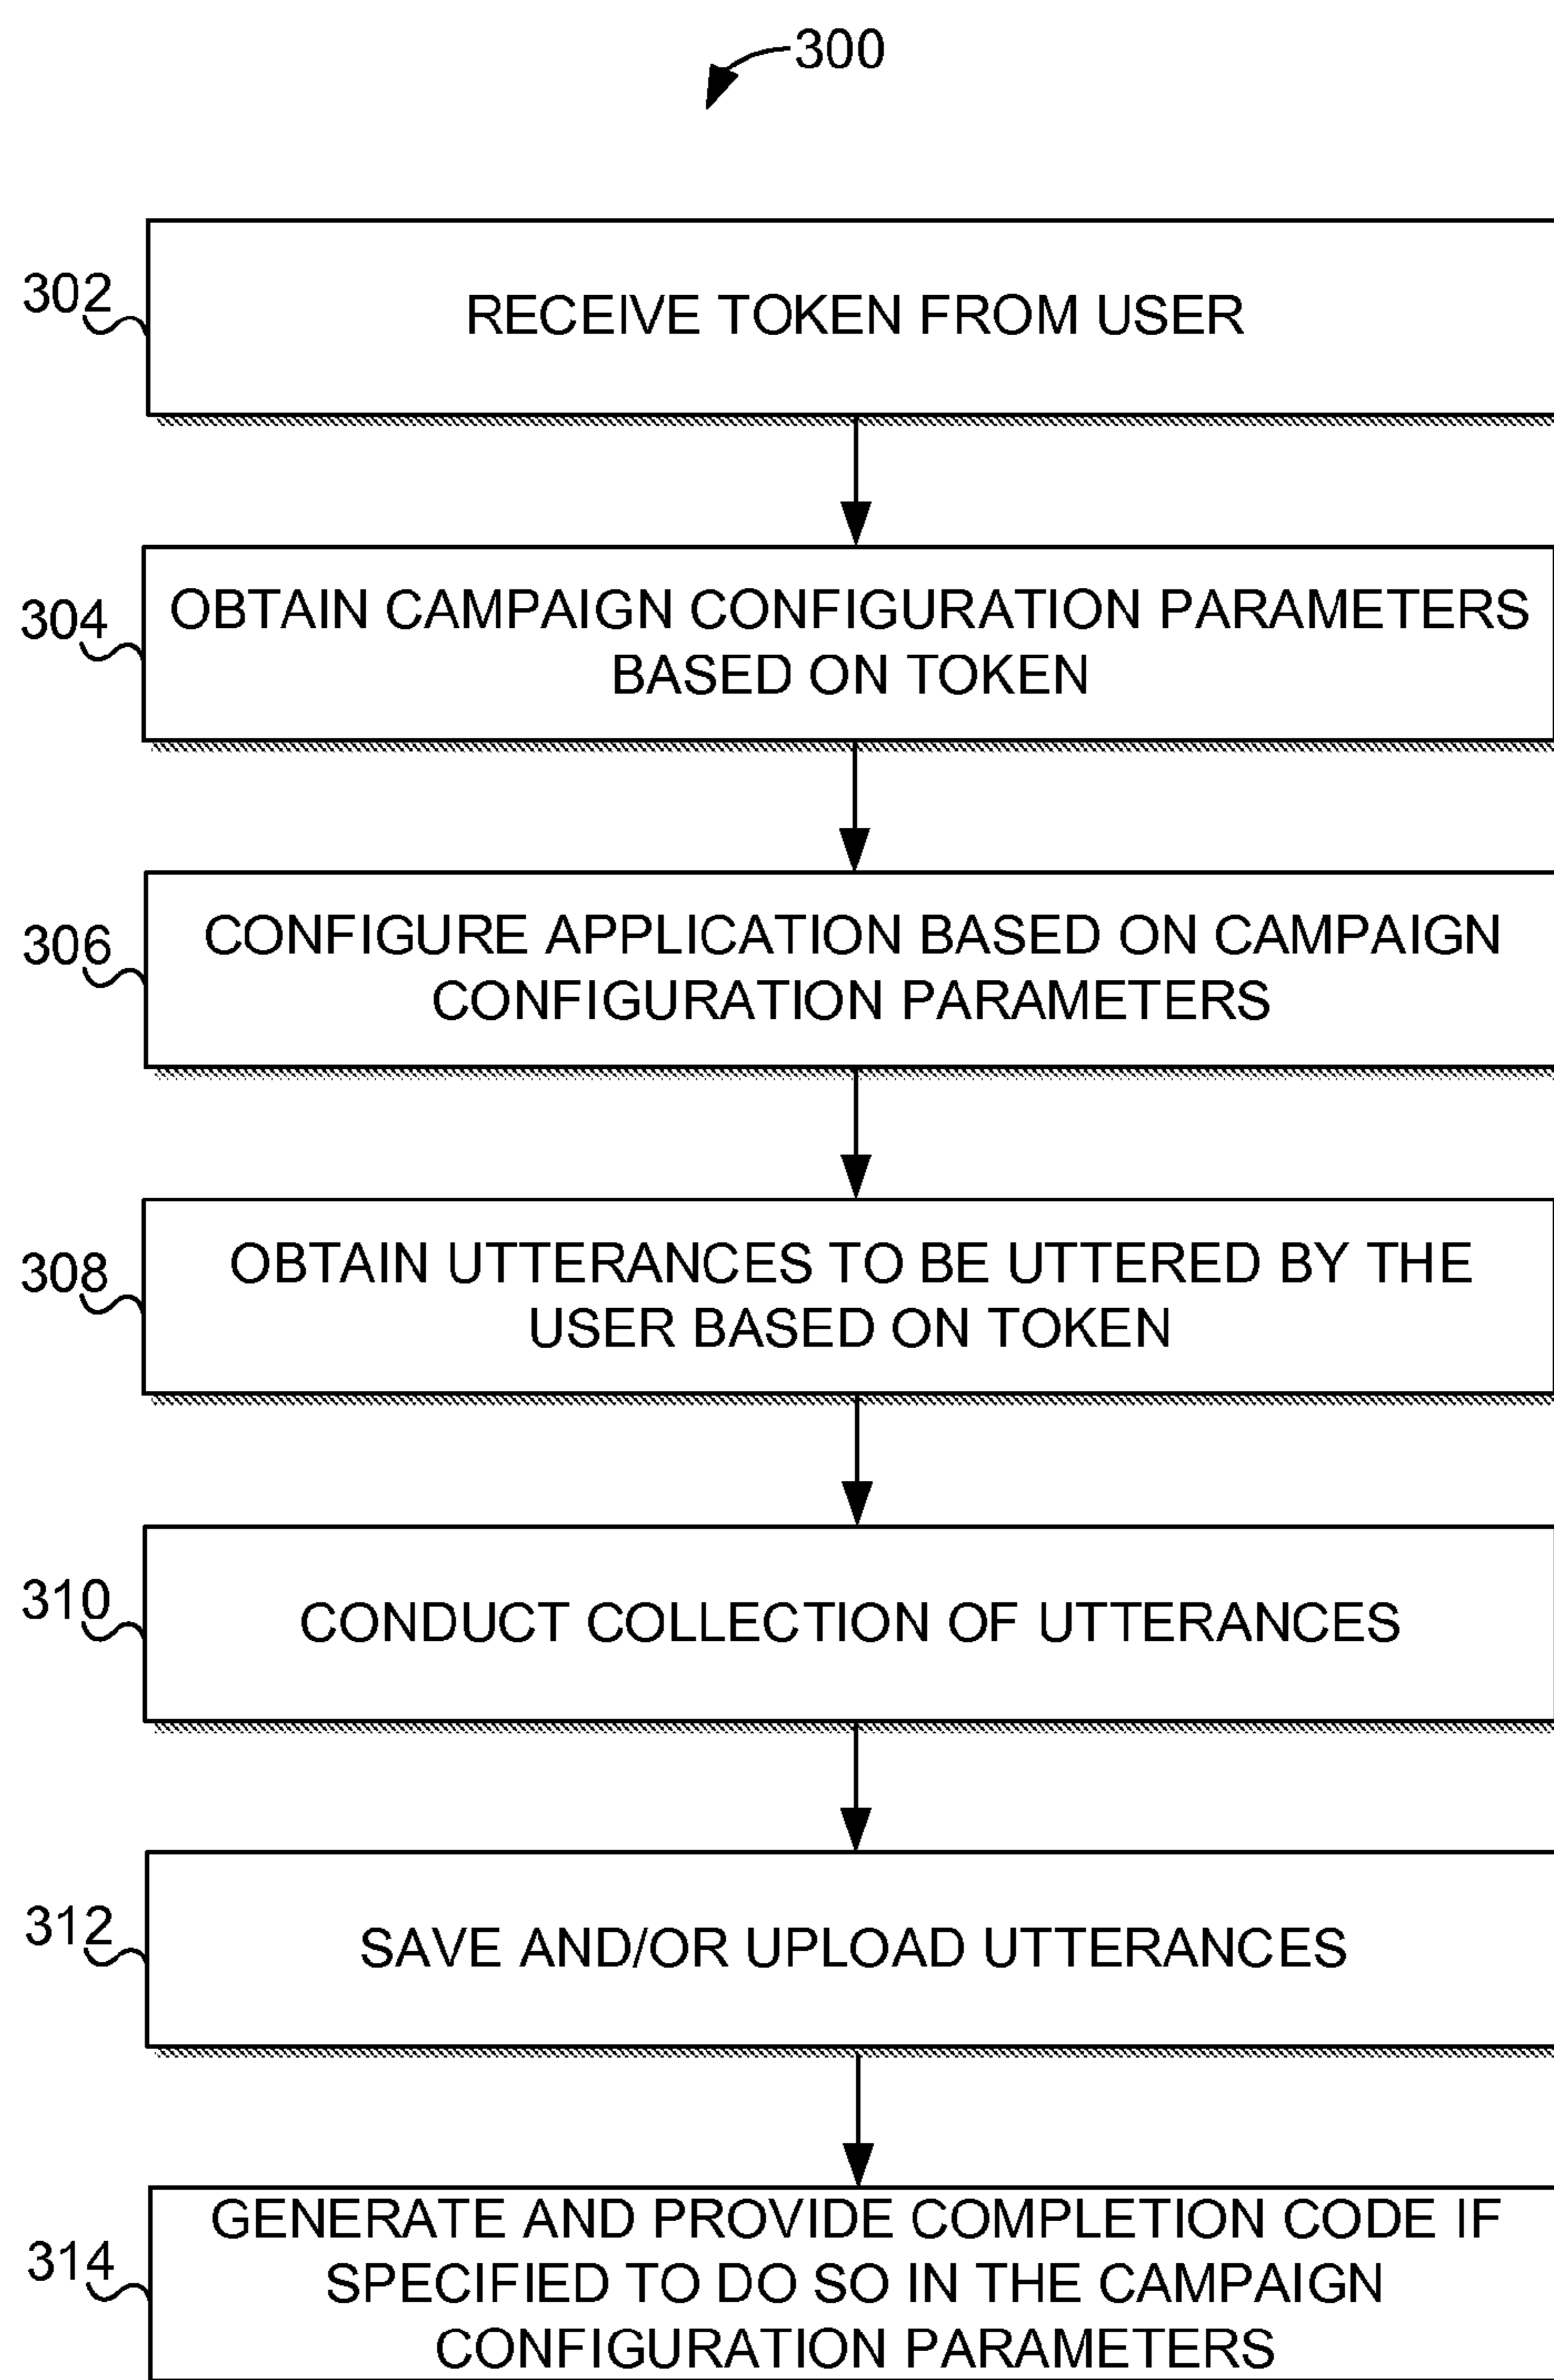 300
302
RECEIVE TOKEN FROM USER
304
OBTAIN CAMPAIGN CONFIGURATION PARAMETERS
BASED ON TOKEN
306
CONFIGURE APPLICATION BASED ON CAMPAIGN
CONFIGURATION PARAMETERS
308
OBTAIN UTTERANCES TO BE UTTERED BY THE
USER BASED ON TOKEN
310
CONDUCT COLLECTION OF UTTERANCES
312
SAVE AND/OR UPLOAD UTTERANCES
314
GENERATE AND PROVIDE COMPLETION CODE IF
SPECIFIED TO DO SO IN THE CAMPAIGN
CONFIGURATION PARAMETERS